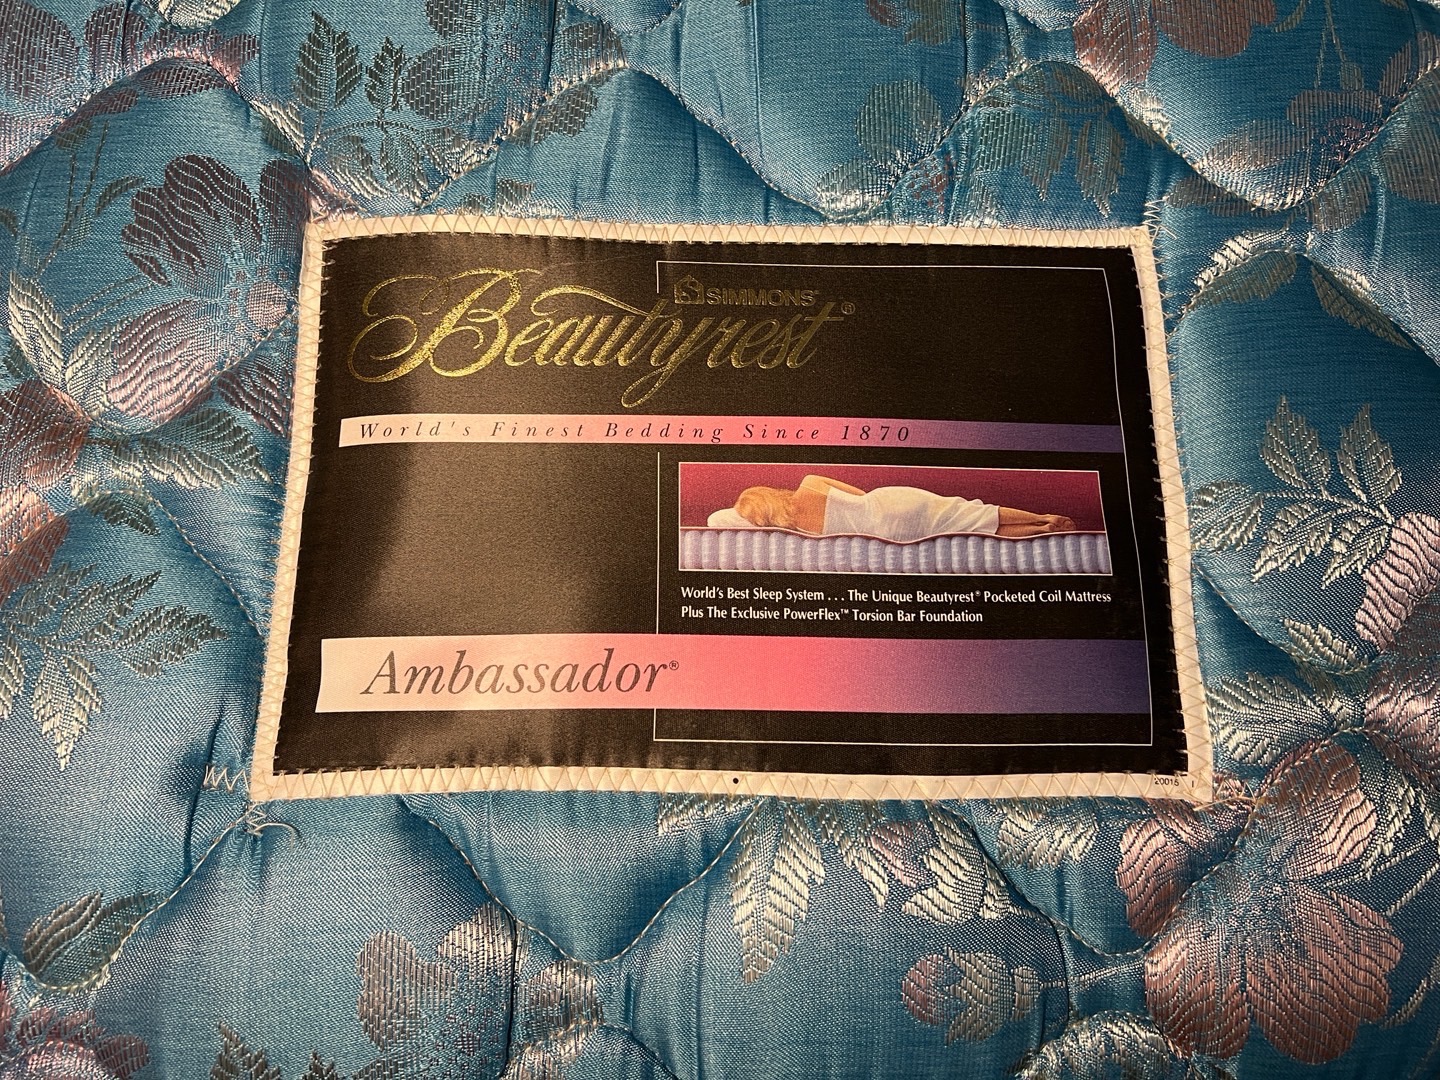 SIMMONS®
Beautyrest®
World's Finest Bedding Since 1870
World's Best Sleep System . . . The Unique Beautyrest® Pocketed Coil Mattress
Plus The Exclusive PowerFlex™ Torsion Bar Foundation
Ambassador®
20015